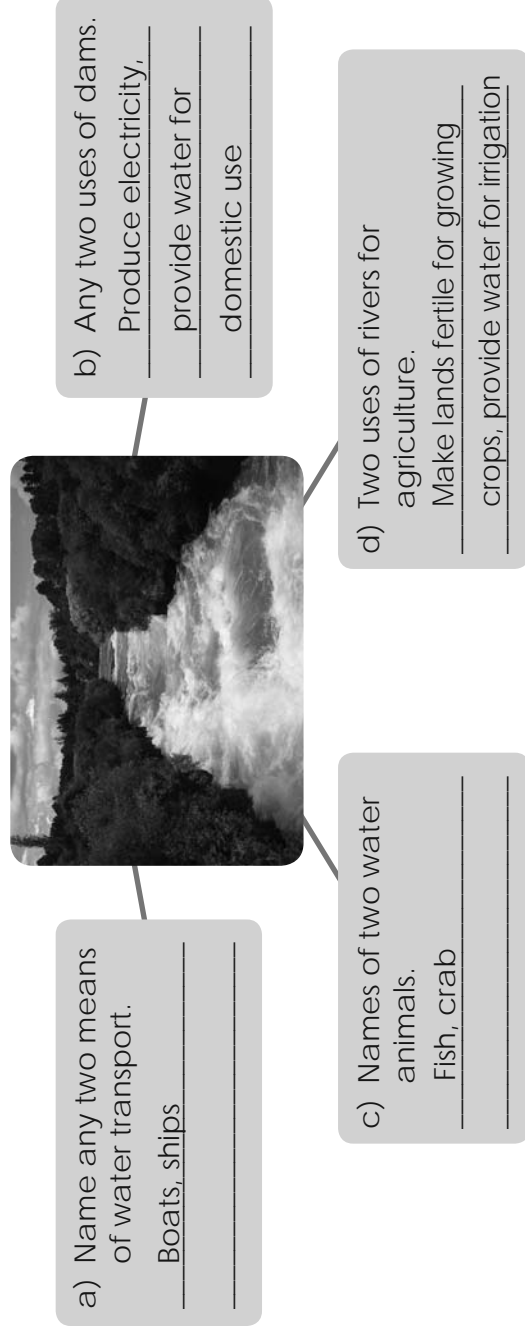 a) Name any two means
of water transport.
Boats, ships
b) Any two uses of dams.
Produce electricity,
provide water for
domestic use
c) Names of two water
animals.
Fish, crab
d) Two uses of rivers for
agriculture.
Make lands fertile for growing
crops, provide water for irrigation